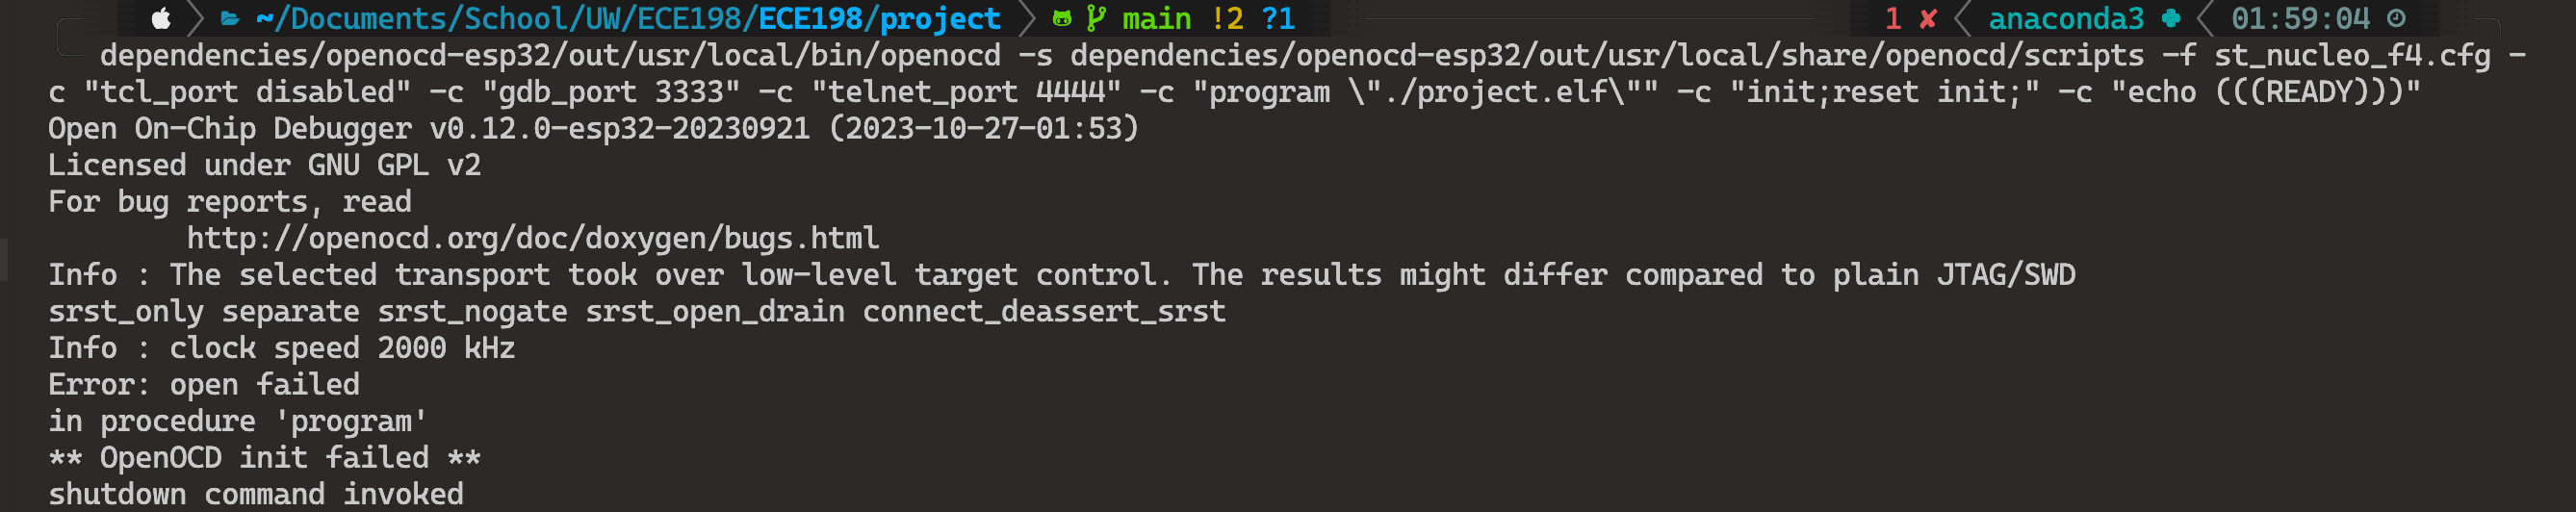 ~/Documents/School/UW/ECE198/ECE198/project main !2 ?1 1 ✘ anaconda3 01:59:04
dependencies/openocd-esp32/out/usr/local/bin/openocd -s dependencies/openocd-esp32/out/usr/local/share/openocd/scripts -f st_nucleo_f4.cfg -
c "tcl_port disabled" -c "gdb_port 3333" -c "telnet_port 4444" -c "program \"./project.elf\"" -c "init;reset init;" -c "echo (((READY)))"
Open On-Chip Debugger v0.12.0-esp32-20230921 (2023-10-27-01:53)
Licensed under GNU GPL v2
For bug reports, read
http://openocd.org/doc/doxygen/bugs.html
Info : The selected transport took over low-level target control. The results might differ compared to plain JTAG/SWD
srst_only separate srst_nogate srst_open_drain connect_deassert_srst
Info : clock speed 2000 kHz
Error: open failed
in procedure 'program'
** OpenOCD init failed **
shutdown command invoked